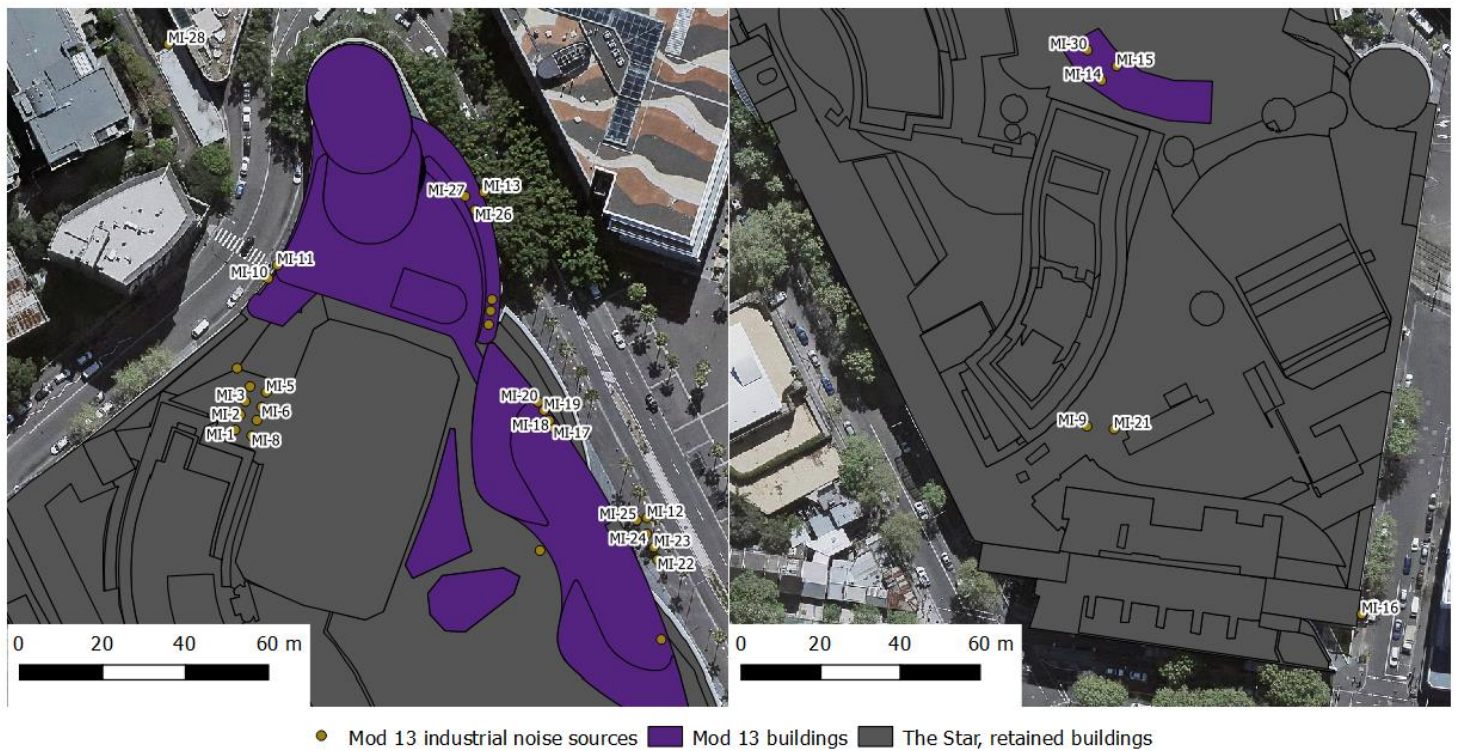 MI-28
MI-27
MI-13
MI-26
MI-11
MI-10
MI-5
MI-3
MI-2
MI-6
MI-1
MI-8
MI-20
MI-19
MI-18
MI-17
MI-25
MI-12
MI-24
MI-23
MI-22
0 20 40 60 m
MI-30
MI-15
MI-14
MI-9
MI-21
MI-16
0 20 40 60 m
Mod 13 industrial noise sources Mod 13 buildings The Star, retained buildings